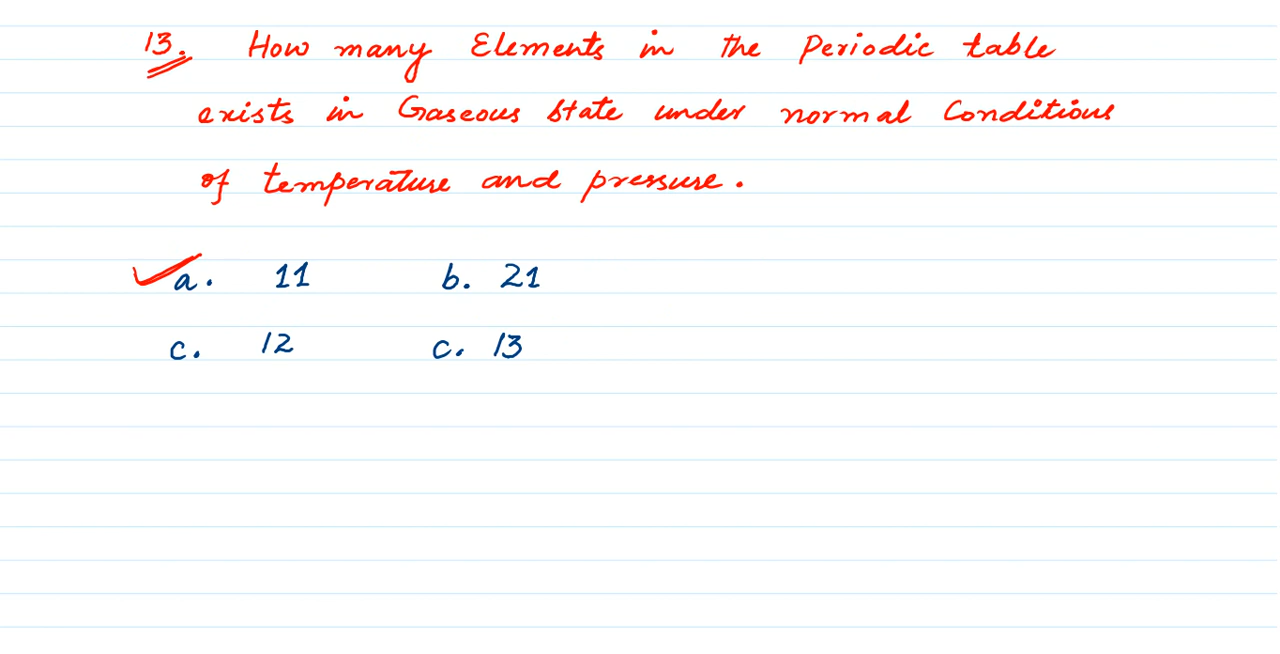 13. How many Elements in the Periodic table
exists in Gaseous State under normal Conditions
of temperature and pressure.
a. 11 b. 21
c. 12 c. 13